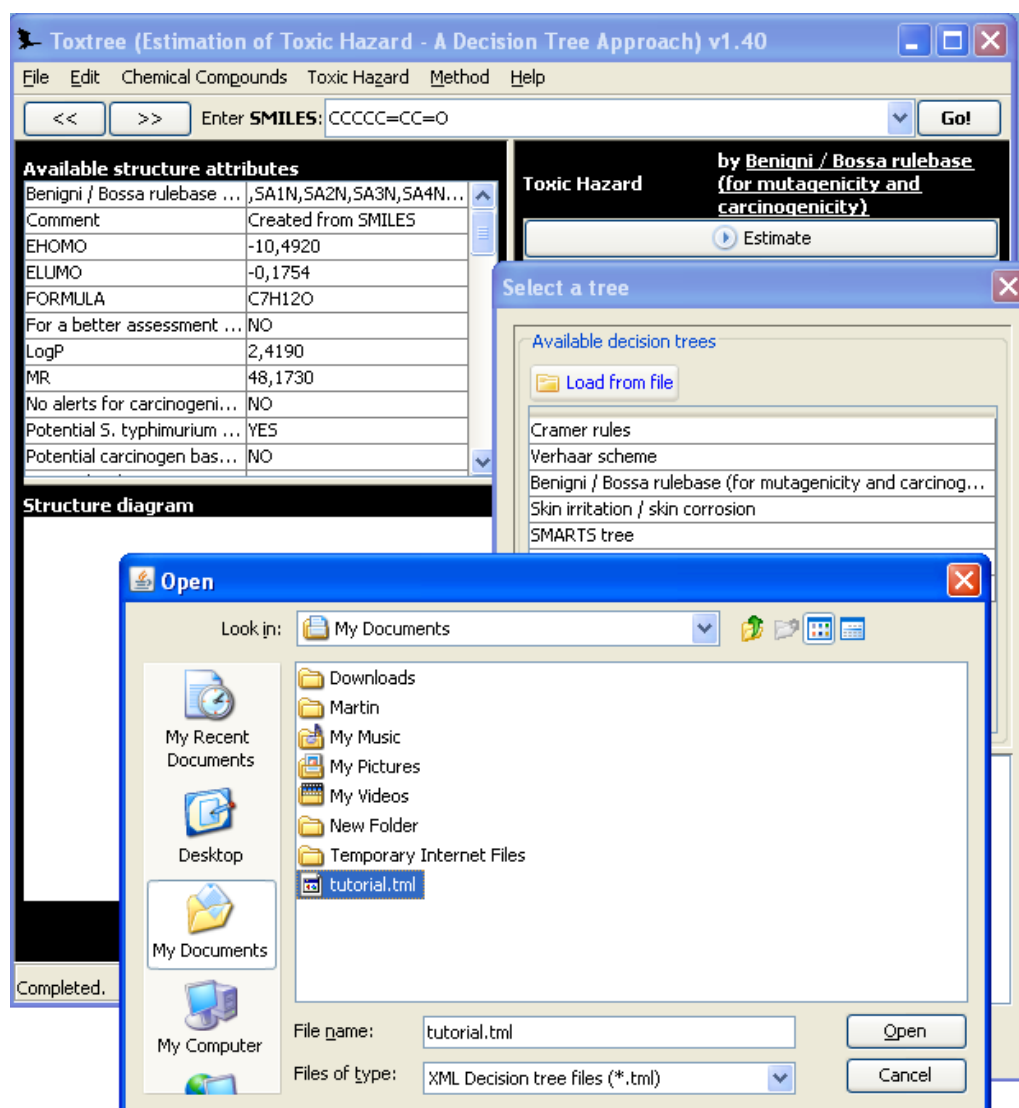 Toxtree (Estimation of Toxic Hazard - A Decision Tree Approach) v1.40
File Edit Chemical Compounds Toxic Hazard Method Help
<< >> Enter SMILES: CCCCC=CC=O Go!
Available structure attributes
Benigni / Bossa rulebase ... ,SA1N,SA2N,SA3N,SA4N...
Comment Created from SMILES
EHOMO -10,4920
ELUMO -0,1754
FORMULA C7H12O
For a better assessment ... NO
LogP 2,4190
MR 48,1730
No alerts for carcinogeni... NO
Potential S. typhimurium ... YES
Potential carcinogen bas... NO
Structure diagram
Toxic Hazard
by Benigni / Bossa rulebase
(for mutagenicity and
carcinogenicity)
Estimate
Select a tree
Available decision trees
Load from file
Cramer rules
Verhaar scheme
Benigni / Bossa rulebase (for mutagenicity and carcinog...
Skin irritation / skin corrosion
SMARTS tree
Open
Look in: My Documents
My Recent
Documents
Desktop
My Documents
My Computer
Downloads
Martin
My Music
My Pictures
My Videos
New Folder
Temporary Internet Files
tutorial.tml
File name: tutorial.tml Open
Files of type: XML Decision tree files (*.tml) Cancel
Completed.